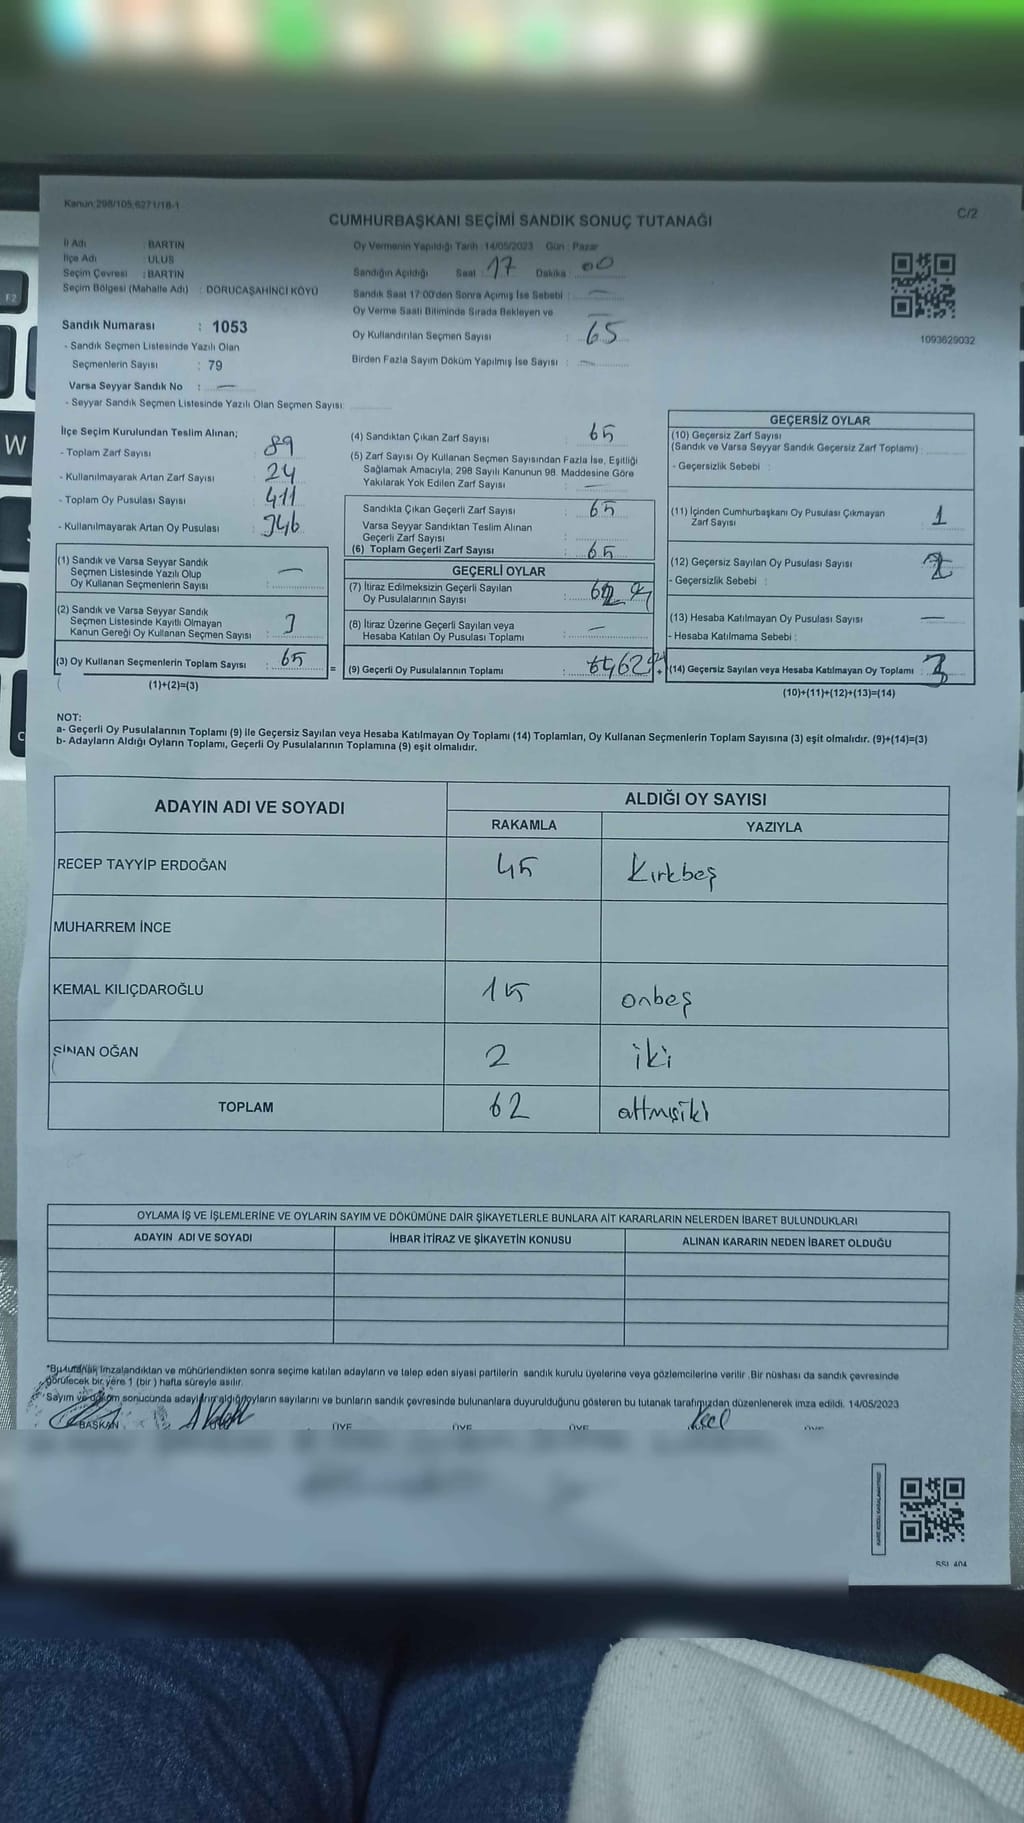 Kanun:298/105,6271/18-1
C/2
CUMHURBAŞKANI SEÇİMİ SANDIK SONUÇ TUTANAĞI
İl Adı : BARTIN
İlçe Adı : ULUS
Seçim Çevresi : BARTIN
Seçim Bölgesi (Mahalle Adı) : DORUCAŞAHİNCİ KÖYÜ
Sandık Numarası : 1053
- Sandık Seçmen Listesinde Yazılı Olan
Seçmenlerin Sayısı : 79
Varsa Seyyar Sandık No : —
- Seyyar Sandık Seçmen Listesinde Yazılı Olan Seçmen Sayısı:
Oy Vermenin Yapıldığı Tarih :14/05/2023 Gün : Pazar
Sandığın Açıldığı Saat : 17 Dakika : 00
Sandık Saat 17:00'den Sonra Açımış İse Sebebi : —
Oy Verme Saati Bitiminde Sırada Bekleyen ve —
Oy Kullandırılan Seçmen Sayısı : 65
Birden Fazla Sayım Döküm Yapılmış İse Sayısı : —
1093629032
İlçe Seçim Kurulundan Teslim Alınan;
- Toplam Zarf Sayısı : 89
- Kullanılmayarak Artan Zarf Sayısı : 24
- Toplam Oy Pusulası Sayısı : 411
- Kullanılmayarak Artan Oy Pusulası : 346
(1) Sandık ve Varsa Seyyar Sandık
Seçmen Listesinde Yazılı Olup
Oy Kullanan Seçmenlerin Sayısı : —
(2) Sandık ve Varsa Seyyar Sandık
Seçmen Listesinde Kayıtlı Olmayan
Kanun Gereği Oy Kullanan Seçmen Sayısı :
(3) Oy Kullanan Seçmenlerin Toplam Sayısı : 65
(1)+(2)=(3)
(4) Sandıktan Çıkan Zarf Sayısı : 65
(5) Zarf Sayısı Oy Kullanan Seçmen Sayısından Fazla İse, Eşitliği
Sağlamak Amacıyla, 298 Sayılı Kanunun 98. Maddesine Göre
Yakılarak Yok Edilen Zarf Sayısı : —
Sandıkta Çıkan Geçerli Zarf Sayısı : 65
Varsa Seyyar Sandıktan Teslim Alınan
Geçerli Zarf Sayısı :
(6) Toplam Geçerli Zarf Sayısı : 65
GEÇERLİ OYLAR
(7) İtiraz Edilmeksizin Geçerli Sayılan
Oy Pusulalarının Sayısı : 62
(8) İtiraz Üzerine Geçerli Sayılan veya
Hesaba Katılan Oy Pusulası Toplamı : —
= (9) Geçerli Oy Pusulalarının Toplamı : 62 +
GEÇERSİZ OYLAR
(10) Geçersiz Zarf Sayısı
(Sandık ve Varsa Seyyar Sandık Geçersiz Zarf Toplamı) :
- Geçersizlik Sebebi :
(11) İçinden Cumhurbaşkanı Oy Pusulası Çıkmayan
Zarf Sayısı : 1
(12) Geçersiz Sayılan Oy Pusulası Sayısı : 2
- Geçersizlik Sebebi :
(13) Hesaba Katılmayan Oy Pusulası Sayısı : —
- Hesaba Katılmama Sebebi :
(14) Geçersiz Sayılan veya Hesaba Katılmayan Oy Toplamı : 3
(10)+(11)+(12)+(13)=(14)
NOT:
a- Geçerli Oy Pusulalarının Toplamı (9) ile Geçersiz Sayılan veya Hesaba Katılmayan Oy Toplamı (14) Toplamları, Oy Kullanan Seçmenlerin Toplam Sayısına (3) eşit olmalıdır. (9)+(14)=(3)
b- Adayların Aldığı Oyların Toplamı, Geçerli Oy Pusulalarının Toplamına (9) eşit olmalıdır.
ADAYIN ADI VE SOYADI ALDIĞI OY SAYISI
RAKAMLA YAZIYLA
RECEP TAYYİP ERDOĞAN 45 Kırkbeş
MUHARREM İNCE
KEMAL KILIÇDAROĞLU 15 onbeş
SİNAN OĞAN 2 iki
TOPLAM 62 altmışiki
OYLAMA İŞ VE İŞLEMLERİNE VE OYLARIN SAYIM VE DÖKÜMÜNE DAİR ŞİKAYETLERLE BUNLARA AİT KARARLARIN NELERDEN İBARET BULUNDUKLARI
ADAYIN ADI VE SOYADI İHBAR İTİRAZ VE ŞİKAYETİN KONUSU ALINAN KARARIN NEDEN İBARET OLDUĞU
*Bu tutanak imzalandıktan ve mühürlendikten sonra seçime katılan adayların ve talep eden siyasi partilerin sandık kurulu üyelerine veya gözlemcilerine verilir .Bir nüshası da sandık çevresinde
görülecek bir yere 1 (bir ) hafta süreyle asılır.
Sayım ve döküm sonucunda adayların aldığı oyların sayılarını ve bunların sandık çevresinde bulunanlara duyurulduğunu gösteren bu tutanak tarafımızdan düzenlenerek imza edildi. 14/05/2023
BAŞKAN ÜYE ÜYE ÜYE